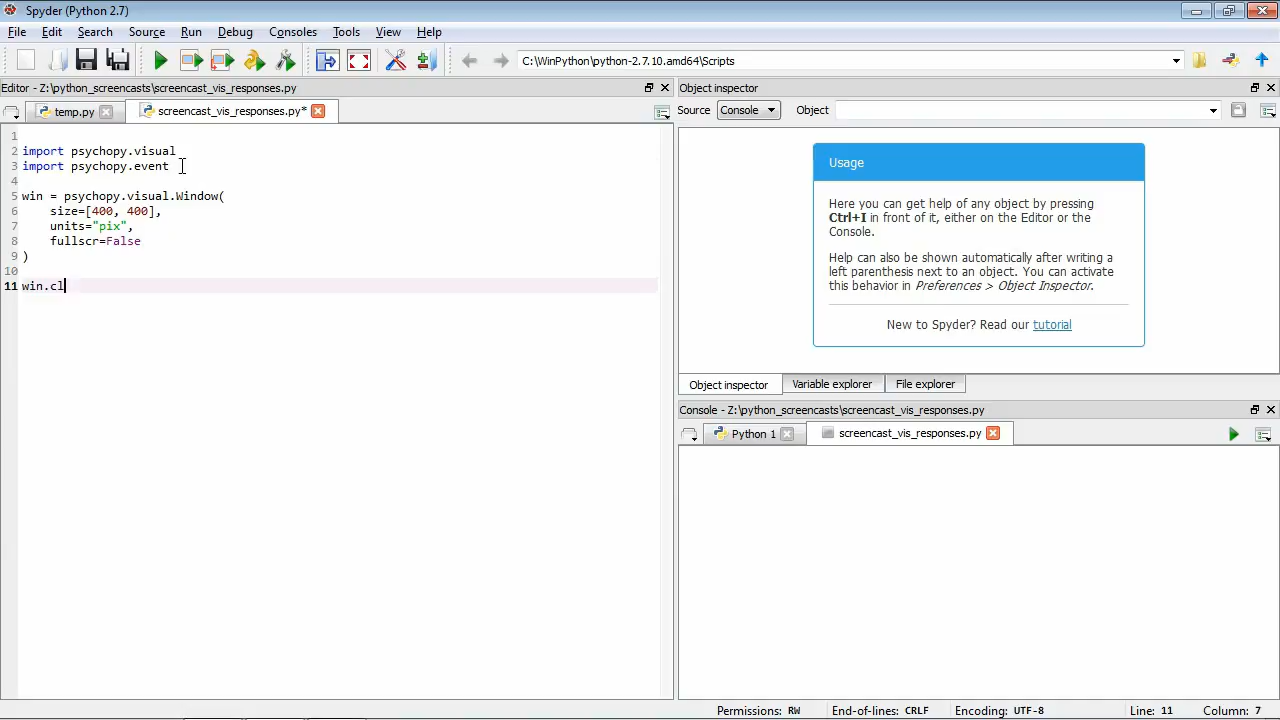 Spyder (Python 2.7)
File Edit Search Source Run Debug Consoles Tools View Help
C:\WinPython\python-2.7.10.amd64\Scripts
Editor - Z:\python_screencasts\screencast_vis_responses.py
temp.py screencast_vis_responses.py*
1
2 import psychopy.visual
3 import psychopy.event
4
5 win = psychopy.visual.Window(
6 size=[400, 400],
7 units="pix",
8 fullscr=False
9 )
10
11 win.cl
Object inspector
Source Console Object
Usage
Here you can get help of any object by pressing
Ctrl+I in front of it, either on the Editor or the
Console.
Help can also be shown automatically after writing a
left parenthesis next to an object. You can activate
this behavior in Preferences > Object Inspector.
New to Spyder? Read our tutorial
Object inspector Variable explorer File explorer
Console - Z:\python_screencasts\screencast_vis_responses.py
Python 1 screencast_vis_responses.py
Permissions: RW End-of-lines: CRLF Encoding: UTF-8 Line: 11 Column: 7